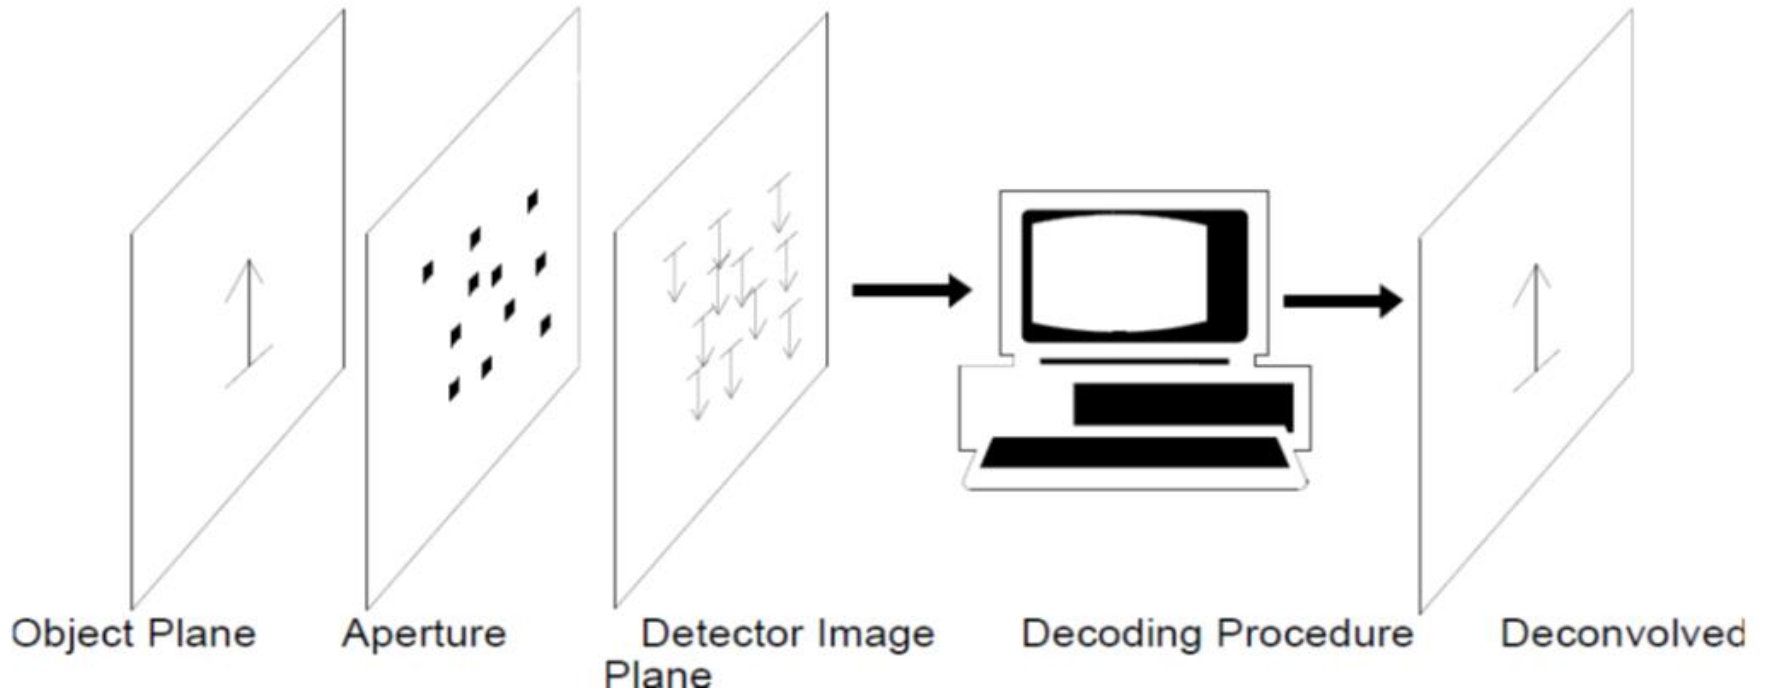 Object Plane
Aperture
Detector Image
Plane
Decoding Procedure
Deconvolved